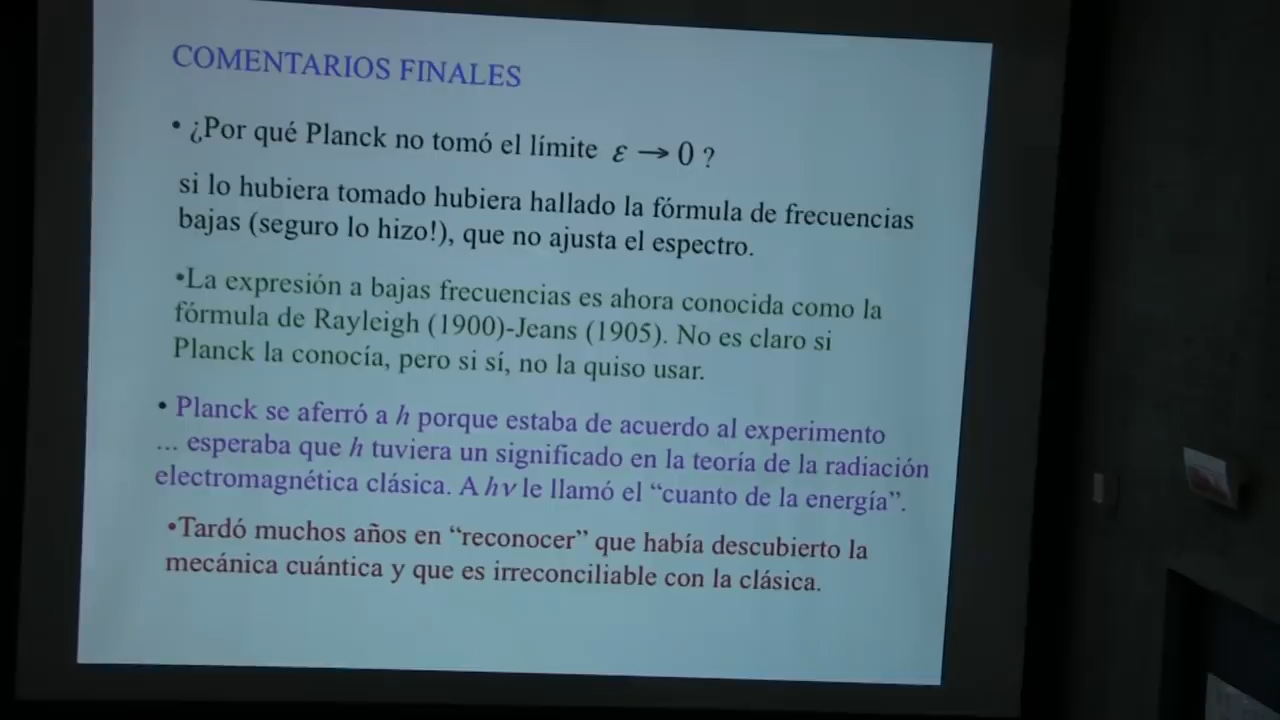 COMENTARIOS FINALES
• ¿Por qué Planck no tomó el límite ε → 0 ?
si lo hubiera tomado hubiera hallado la fórmula de frecuencias
bajas (seguro lo hizo!), que no ajusta el espectro.
•La expresión a bajas frecuencias es ahora conocida como la
fórmula de Rayleigh (1900)-Jeans (1905). No es claro si
Planck la conocía, pero si sí, no la quiso usar.
• Planck se aferró a h porque estaba de acuerdo al experimento
... esperaba que h tuviera un significado en la teoría de la radiación
electromagnética clásica. A hν le llamó el “cuanto de la energía”.
•Tardó muchos años en “reconocer” que había descubierto la
mecánica cuántica y que es irreconciliable con la clásica.